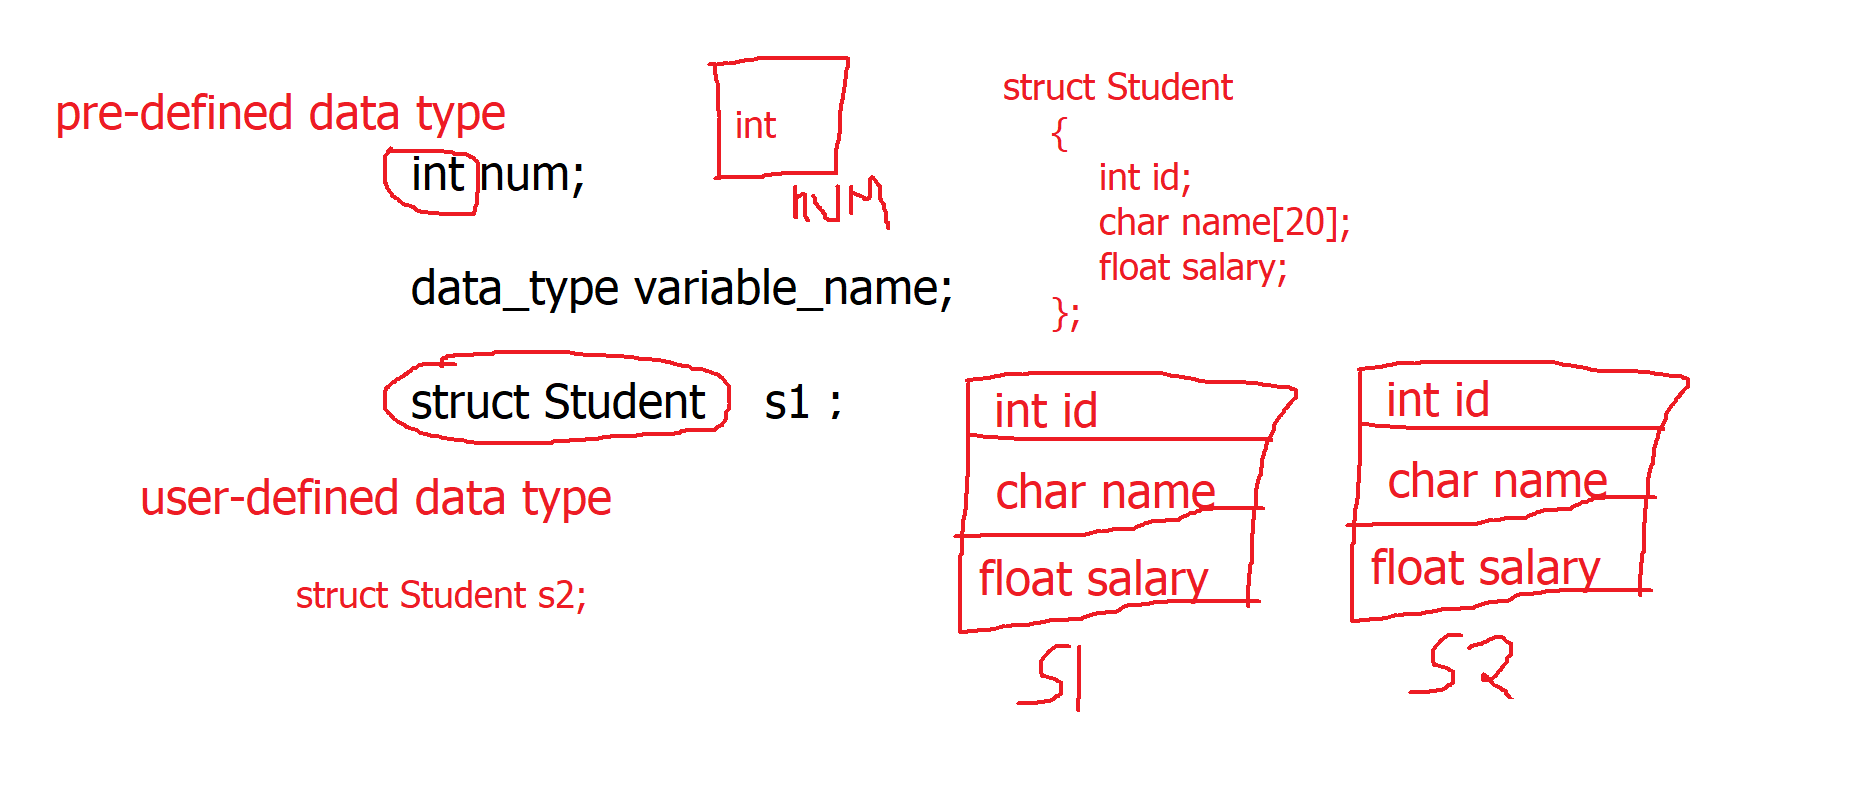 pre-defined data type
int num;
data_type variable_name;
struct Student s1 ;
user-defined data type
struct Student s2;
int
NUM
struct Student
{
int id;
char name[20];
float salary;
};
int id
char name
float salary
S1
int id
char name
float salary
S2